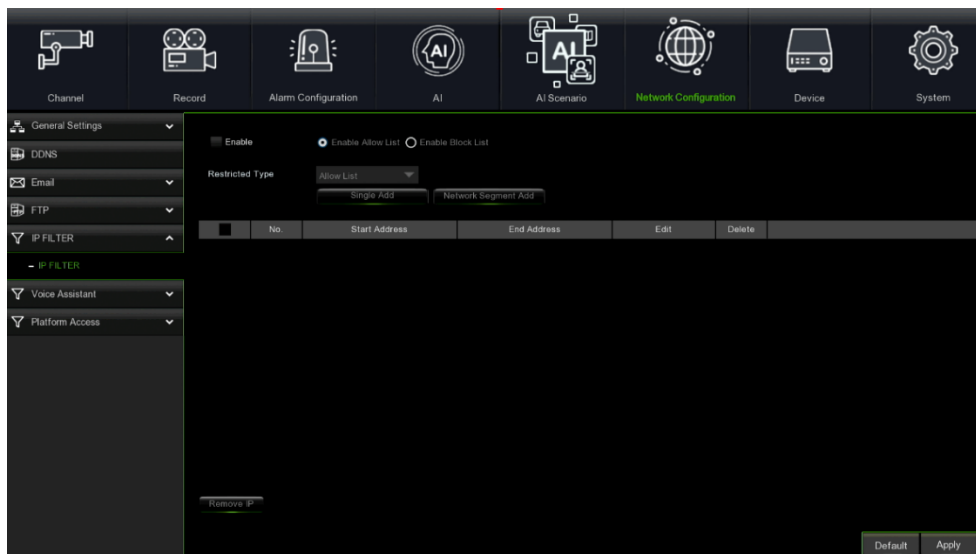 Channel Record Alarm Configuration AI AI Scenario Network Configuration Device System
General Settings
DDNS
Email
FTP
IP FILTER
IP FILTER
Voice Assistant
Platform Access
Enable Enable Allow List Enable Block List
Restricted Type Allow List
Single Add Network Segment Add
No. Start Address End Address Edit Delete
Remove IP
Default Apply